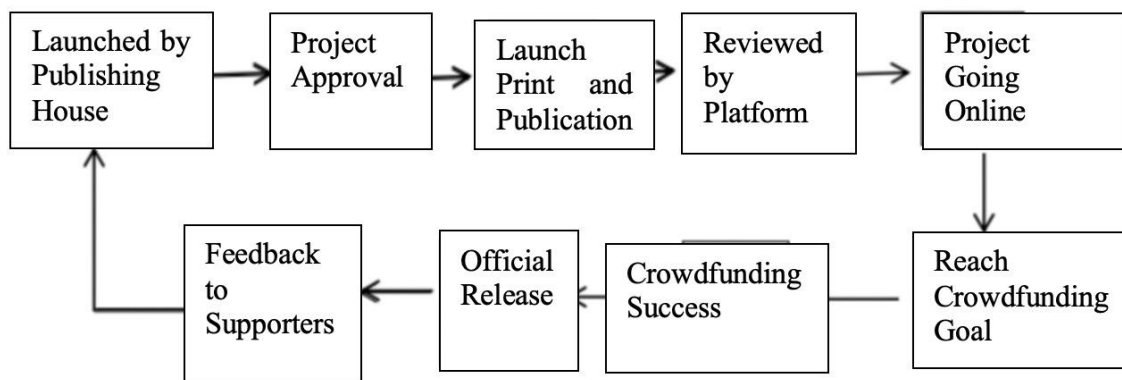 Launched by
Publishing
House
Project
Approval
Launch
Print and
Publication
Reviewed
by
Platform
Project
Going
Online
Reach
Crowdfunding
Goal
Crowdfunding
Success
Official
Release
Feedback
to
Supporters